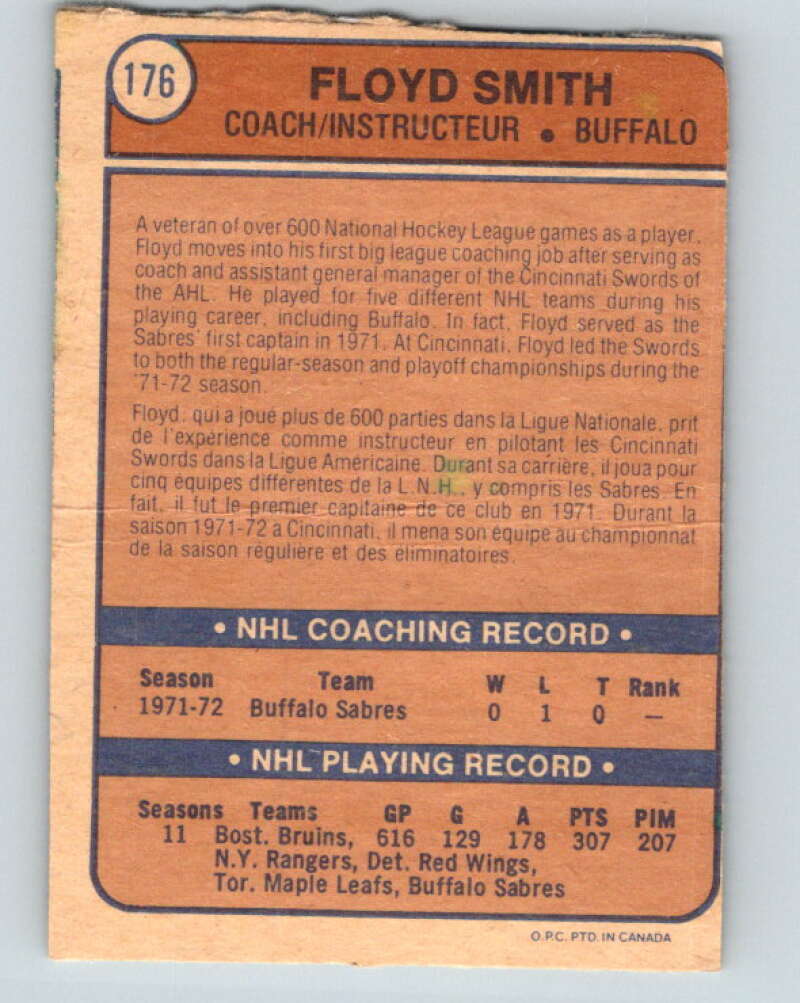 176
FLOYD SMITH
COACH/INSTRUCTEUR • BUFFALO
A veteran of over 600 National Hockey League games as a player,
Floyd moves into his first big league coaching job after serving as
coach and assistant general manager of the Cincinnati Swords of
the AHL. He played for five different NHL teams during his
playing career, including Buffalo. In fact, Floyd served as the
Sabres' first captain in 1971. At Cincinnati, Floyd led the Swords
to both the regular-season and playoff championships during the
'71-72 season.
Floyd, qui a joué plus de 600 parties dans la Ligue Nationale, prit
de l'expérience comme instructeur en pilotant les Cincinnati
Swords dans la Ligue Américaine. Durant sa carrière, il joua pour
cinq équipes différentes de la L.N.H., y compris les Sabres. En
fait, il fut le premier capitaine de ce club en 1971. Durant la
saison 1971-72 à Cincinnati, il mena son équipe au championnat
de la saison régulière et des éliminatoires.
• NHL COACHING RECORD •
Season Team W L T Rank
1971-72 Buffalo Sabres 0 1 0 —
• NHL PLAYING RECORD •
Seasons Teams GP G A PTS PIM
11 Bost. Bruins, 616 129 178 307 207
N.Y. Rangers, Det. Red Wings,
Tor. Maple Leafs, Buffalo Sabres
O.P.C. PTD. IN CANADA